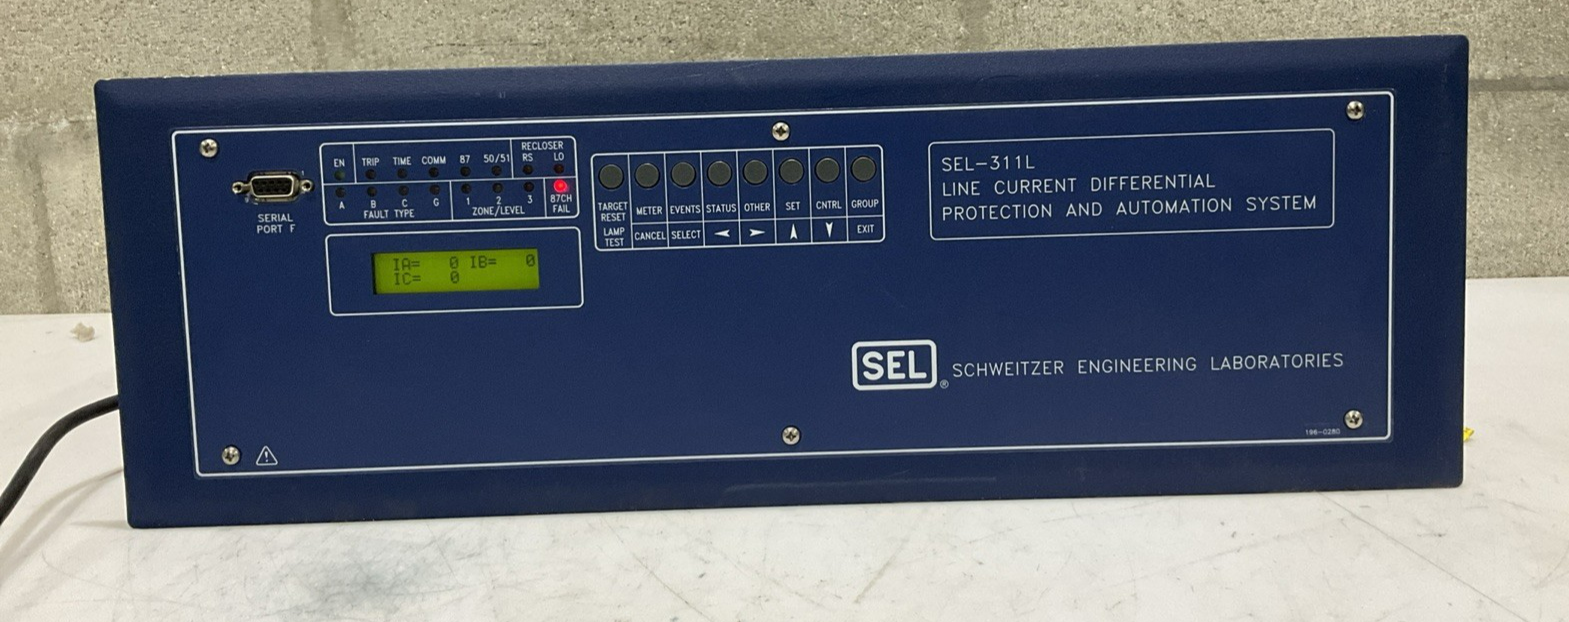 EN TRIP TIME COMM 87 50/51 RECLOSER
RS LO
A B C G 1 2 3 87CH
FAULT TYPE ZONE/LEVEL FAIL
SERIAL
PORT F
IA= 0 IB= 0
IC= 0
TARGET RESET METER EVENTS STATUS OTHER SET CNTRL GROUP
LAMP TEST CANCEL SELECT EXIT
SEL-311L
LINE CURRENT DIFFERENTIAL
PROTECTION AND AUTOMATION SYSTEM
SEL® SCHWEITZER ENGINEERING LABORATORIES
196-0280